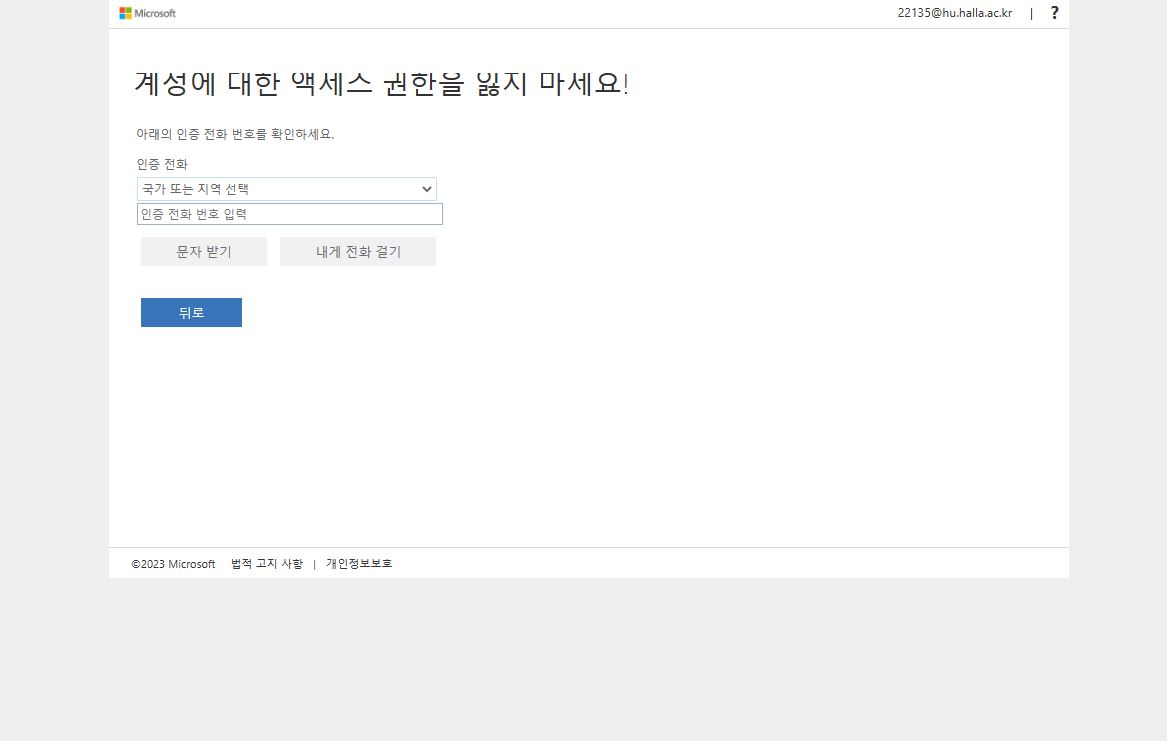 Microsoft
22135@hu.halla.ac.kr | ?
계성에 대한 액세스 권한을 잃지 마세요!
아래의 인증 전화 번호를 확인하세요.
인증 전화
국가 또는 지역 선택
인증 전화 번호 입력
문자 받기 내게 전화 걸기
뒤로
©2023 Microsoft 법적 고지 사항 | 개인정보보호